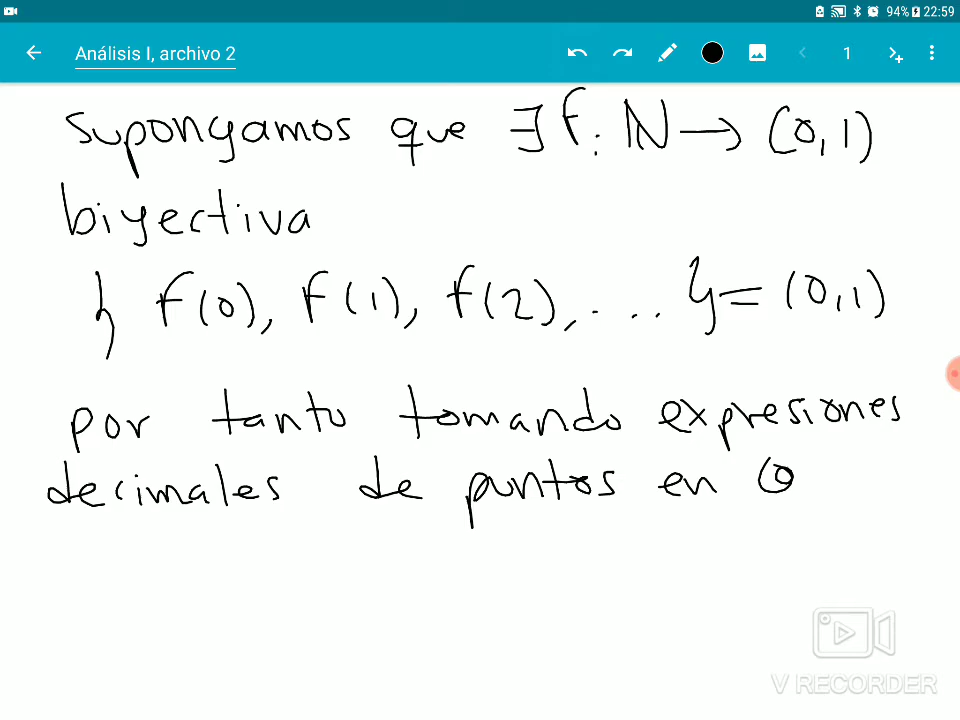 94% 22:59
Análisis I, archivo 2
1
supongamos que ∃ f: ℕ → (0,1)
biyectiva
{ f(0), f(1), f(2), .... } = (0,1)
por tanto tomando expresiones
decimales de puntos en (0
V RECORDER